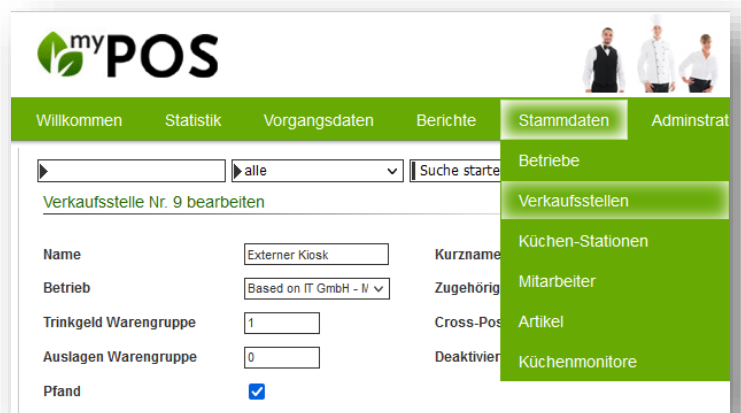 myPOS
Willkommen Statistik Vorgangsdaten Berichte Stammdaten Adminstrat
alle Suche starte
Betriebe
Verkaufsstelle Nr. 9 bearbeiten
Verkaufsstellen
Name Externer Kiosk Kurzname
Küchen-Stationen
Betrieb Based on IT GmbH - M Zugehörig
Mitarbeiter
Trinkgeld Warengruppe 1 Cross-Pos
Artikel
Auslagen Warengruppe 0 Deaktivier
Küchenmonitore
Pfand